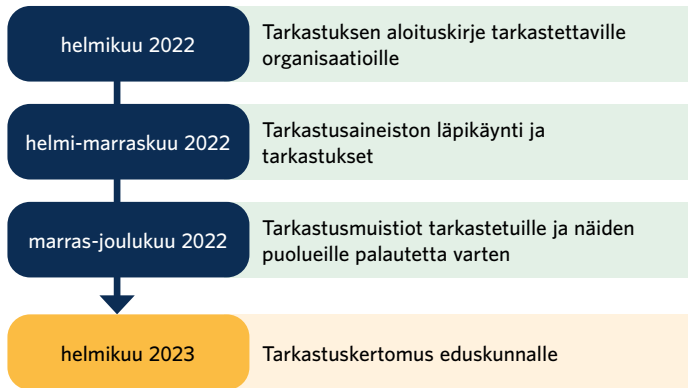 helmikuu 2022
Tarkastuksen aloituskirje tarkastettaville
organisaatioille
helmi-marraskuu 2022
Tarkastusaineiston läpikäynti ja
tarkastukset
marras-joulukuu 2022
Tarkastusmuistiot tarkastetuille ja näiden
puolueille palautetta varten
helmikuu 2023
Tarkastuskertomus eduskunnalle